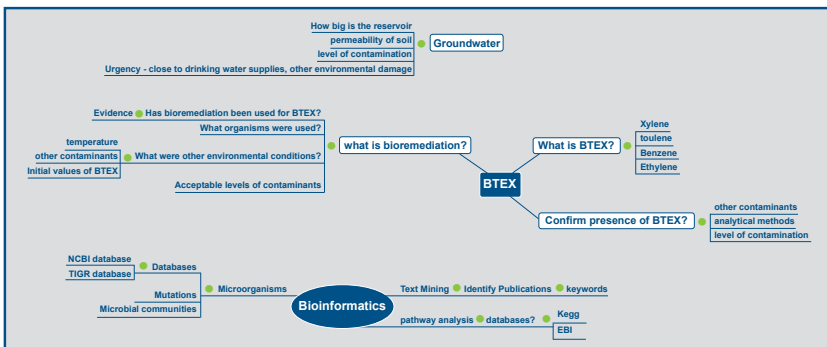 How big is the reservoir
permeability of soil
level of contamination
Urgency - close to drinking water supplies, other environmental damage
Groundwater
Evidence
Has bioremediation been used for BTEX?
What organisms were used?
temperature
other contaminants
Initial values of BTEX
What were other environmental conditions?
Acceptable levels of contaminants
what is bioremediation?
BTEX
What is BTEX?
Xylene
toulene
Benzene
Ethylene
Confirm presence of BTEX?
other contaminants
analytical methods
level of contamination
NCBI database
TIGR database
Databases
Mutations
Microbial communities
Microorganisms
Bioinformatics
Text Mining
Identify Publications
keywords
pathway analysis
databases?
Kegg
EBI